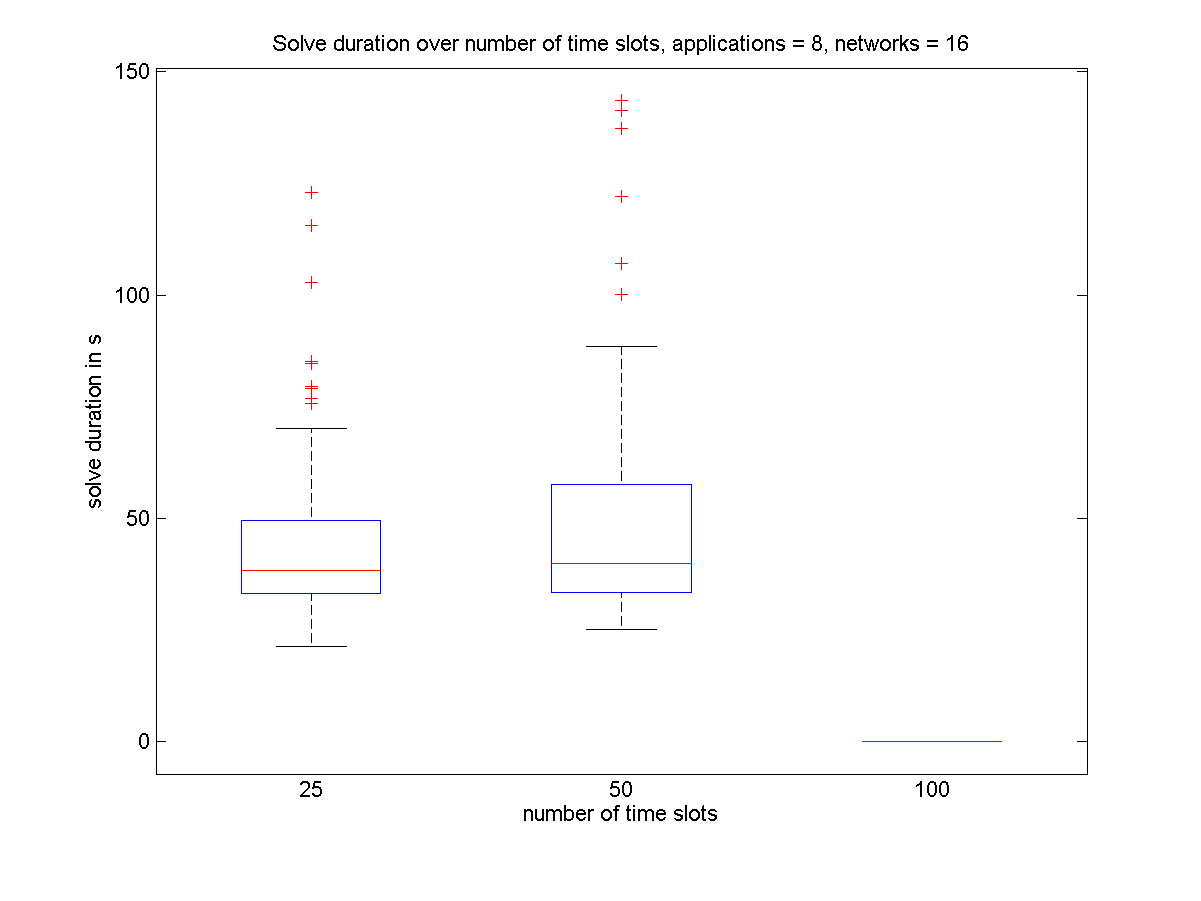 Solve duration over number of time slots, applications = 8, networks = 16
150
100
50
0
solve duration in s
25 50 100
number of time slots